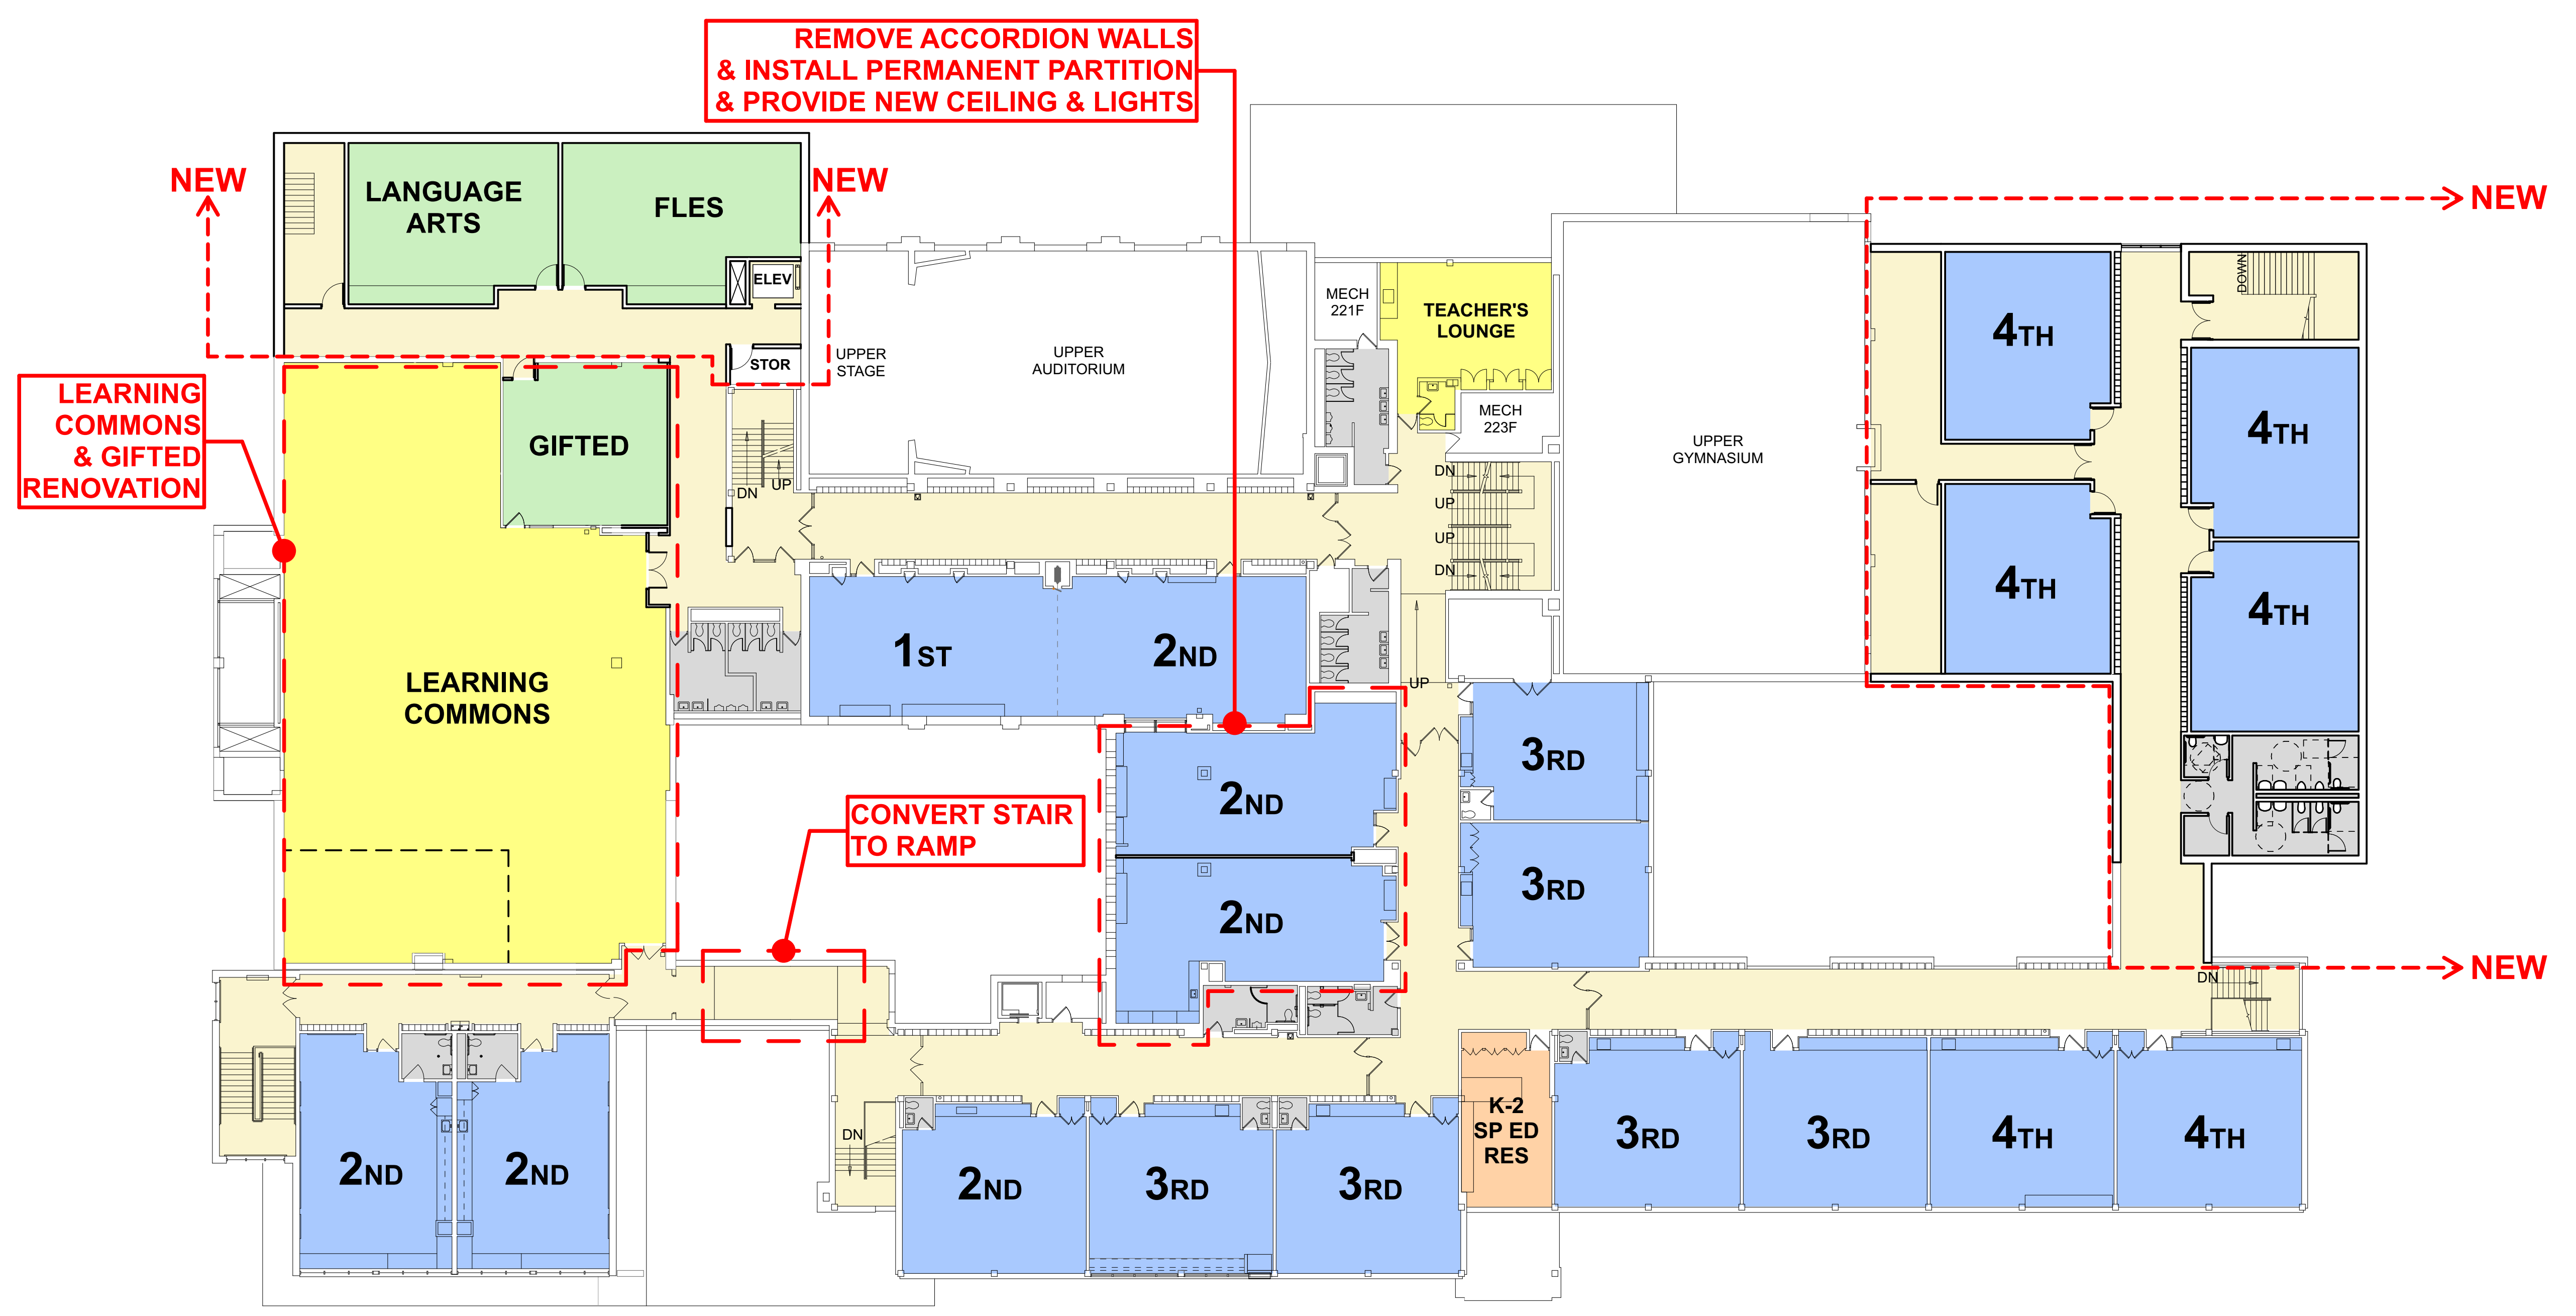 REMOVE ACCORDION WALLS
& INSTALL PERMANENT PARTITION
& PROVIDE NEW CEILING & LIGHTS
NEW
NEW
NEW
LANGUAGE
ARTS
FLES
ELEV
STOR
UPPER
STAGE
UPPER
AUDITORIUM
MECH
221F
TEACHER'S
LOUNGE
MECH
223F
UPPER
GYMNASIUM
4TH
DOWN
4TH
4TH
4TH
LEARNING
COMMONS
& GIFTED
RENOVATION
GIFTED
DN
UP
DN
UP
UP
DN
1ST
2ND
UP
LEARNING
COMMONS
2ND
3RD
CONVERT STAIR
TO RAMP
2ND
3RD
NEW
DN
DN
2ND
2ND
2ND
3RD
3RD
K-2
SP ED
RES
3RD
3RD
4TH
4TH